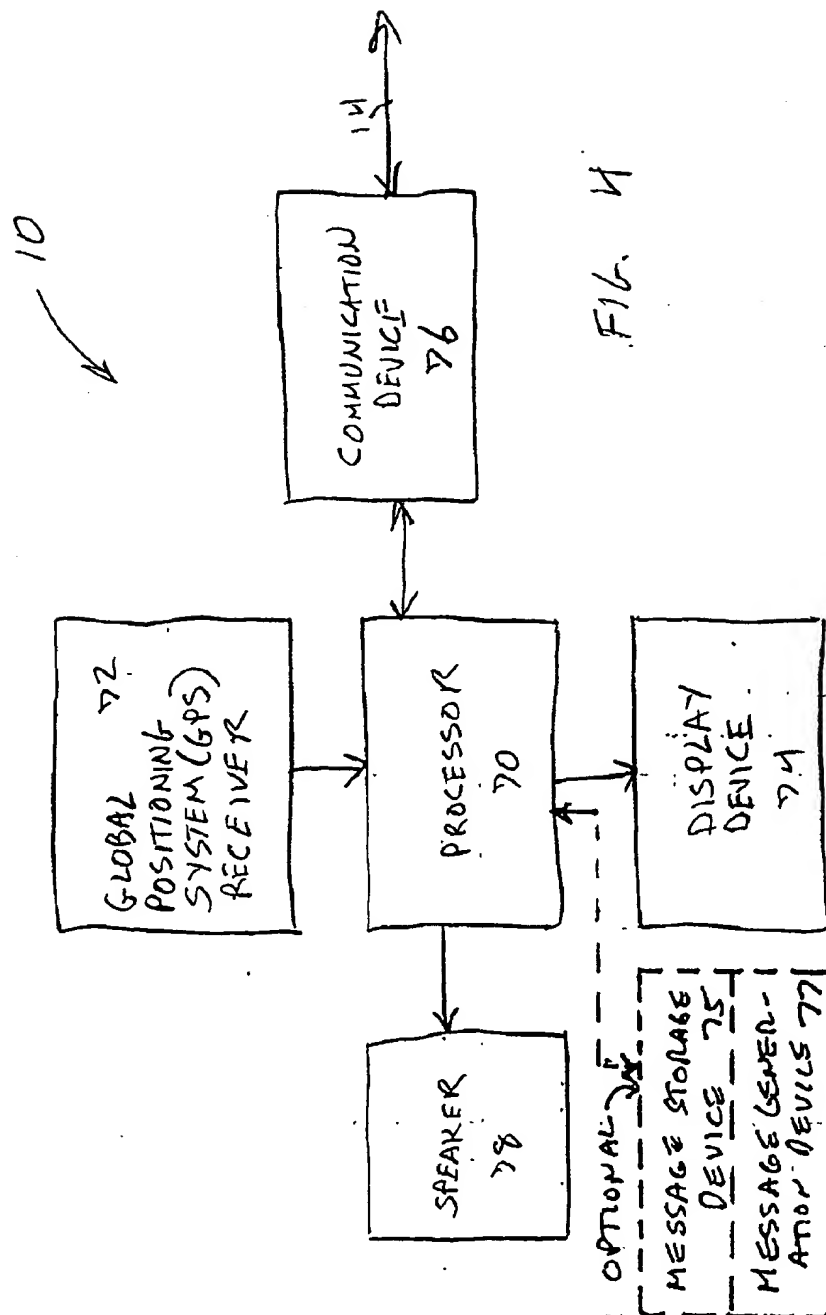 10
GLOBAL 72
POSITIONING
SYSTEM (GPS)
RECEIVER
COMMUNICATION
DEVICE
76
14
SPEAKER
78
PROCESSOR
70
OPTIONAL
MESSAGE STORAGE
DEVICE 75
MESSAGE GENER-
ATION DEVICE 77
DISPLAY
DEVICE
74
FIG. 4